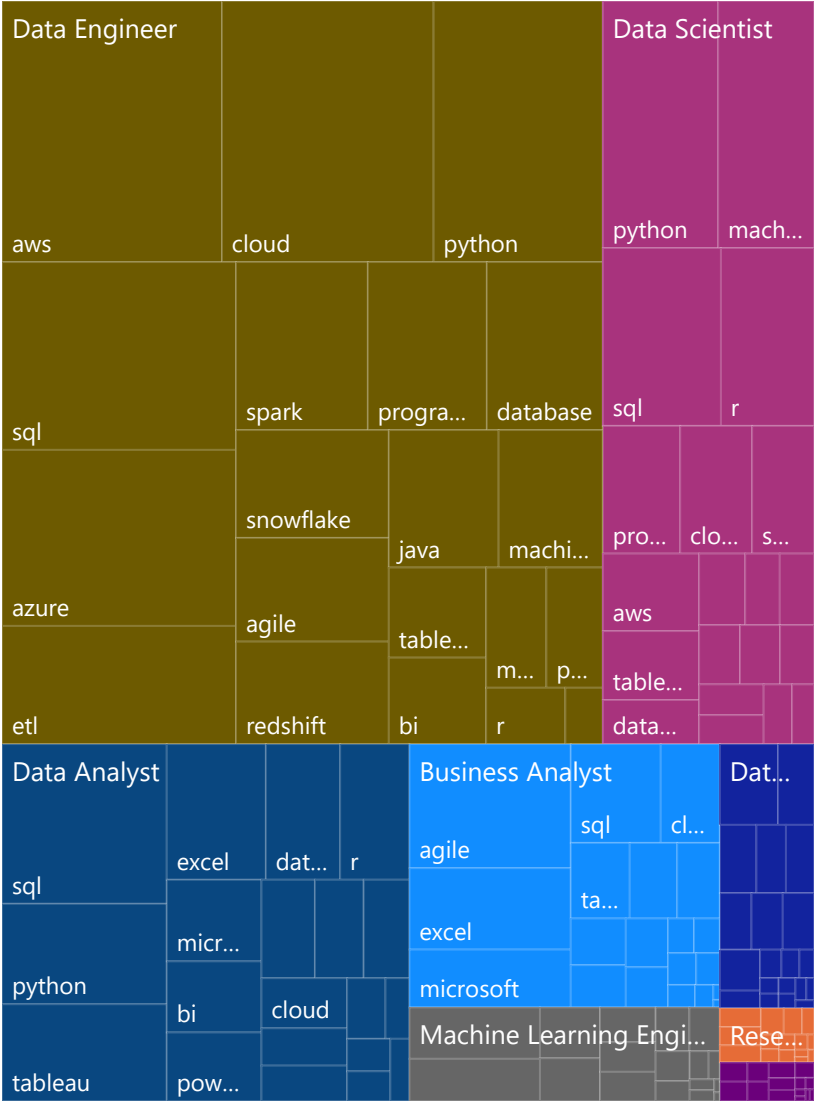 Data Engineer
aws
cloud
python
sql
spark
progra...
database
azure
snowflake
java
machi...
etl
agile
table...
m...
p...
redshift
bi
r
Data Scientist
python
mach...
sql
r
pro...
clo...
s...
aws
table...
data...
Data Analyst
sql
excel
dat...
r
python
micr...
bi
cloud
tableau
pow...
Business Analyst
agile
sql
cl...
excel
ta...
microsoft
Dat...
Machine Learning Engi...
Rese...